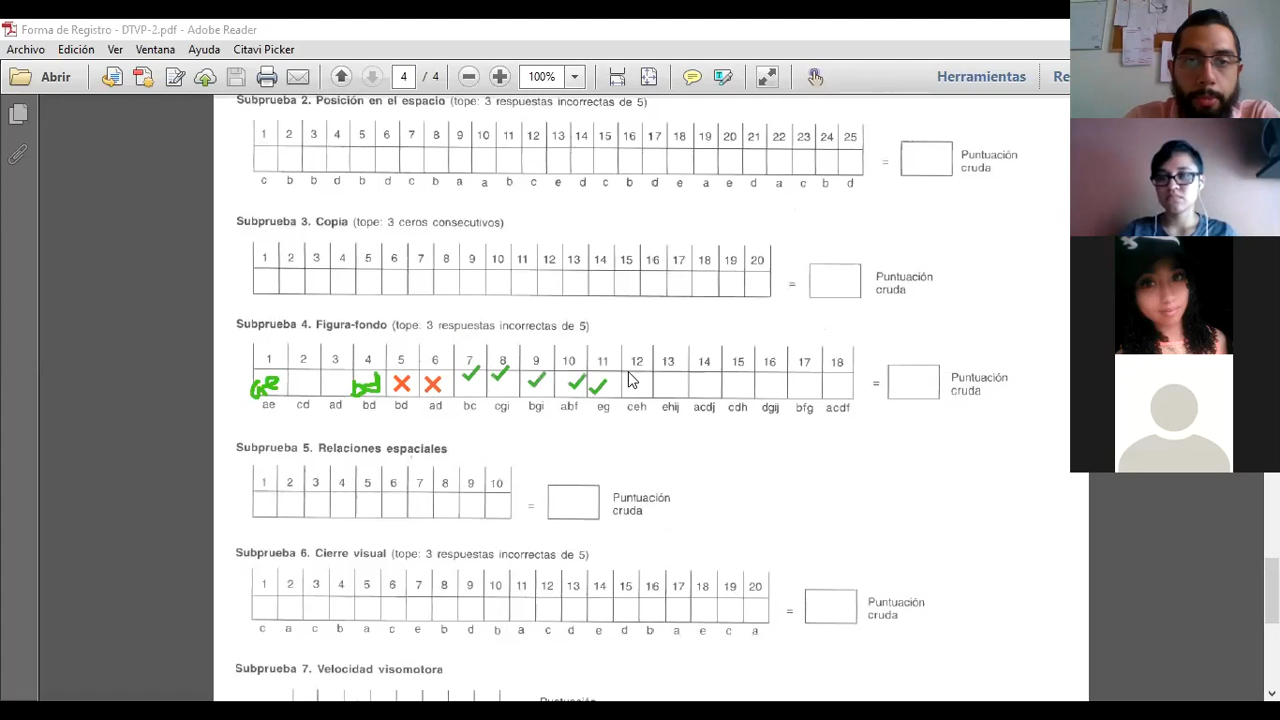 Forma de Registro - DTVP-2.pdf - Adobe Reader
Archivo Edición Ver Ventana Ayuda Citavi Picker
Abrir 4 / 4 100% Herramientas Re
Subprueba 2. Posición en el espacio (tope: 3 respuestas incorrectas de 5)
1 2 3 4 5 6 7 8 9 10 11 12 13 14 15 16 17 18 19 20 21 22 23 24 25
= Puntuación
cruda
c b b d b d c b a a b c e d c b d e a e d a c b d
Subprueba 3. Copia (tope: 3 ceros consecutivos)
1 2 3 4 5 6 7 8 9 10 11 12 13 14 15 16 17 18 19 20
= Puntuación
cruda
Subprueba 4. Figura-fondo (tope: 3 respuestas incorrectas de 5)
1 2 3 4 5 6 7 8 9 10 11 12 13 14 15 16 17 18
ae bd
= Puntuación
cruda
ae cd ad bd bd ad bc cgi bgi abf eg ceh ehij acdj cdh dgij bfg acdf
Subprueba 5. Relaciones espaciales
1 2 3 4 5 6 7 8 9 10
= Puntuación
cruda
Subprueba 6. Cierre visual (tope: 3 respuestas incorrectas de 5)
1 2 3 4 5 6 7 8 9 10 11 12 13 14 15 16 17 18 19 20
= Puntuación
cruda
c a c b a c e b d b a c d e d b a e c a
Subprueba 7. Velocidad visomotora